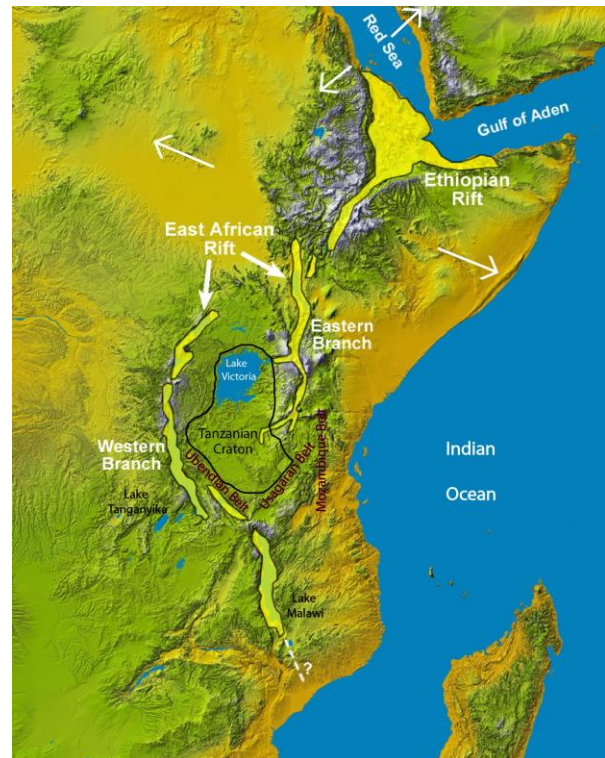 Red Sea
Gulf of Aden
Ethiopian
Rift
East African
Rift
Eastern
Branch
Lake
Victoria
Tanzanian
Craton
Western
Branch
Ubendian Belt
Usagaran Belt
Mozambique Belt
Indian
Ocean
Lake
Tanganyika
Lake
Malawi
?